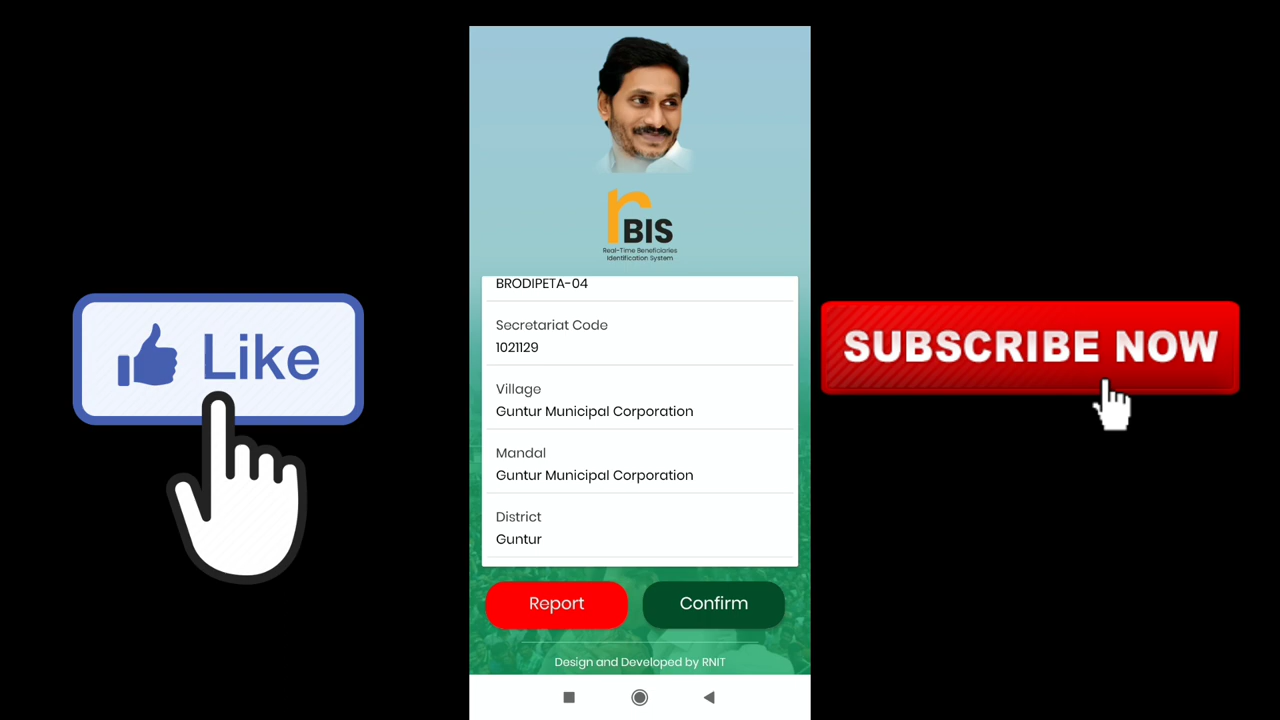 r
BIS
Real-Time Beneficiaries
Identification System
BRODIPETA-04
Secretariat Code
1021129
Village
Guntur Municipal Corporation
Mandal
Guntur Municipal Corporation
District
Guntur
Report
Confirm
Design and Developed by RNIT
Like
SUBSCRIBE NOW